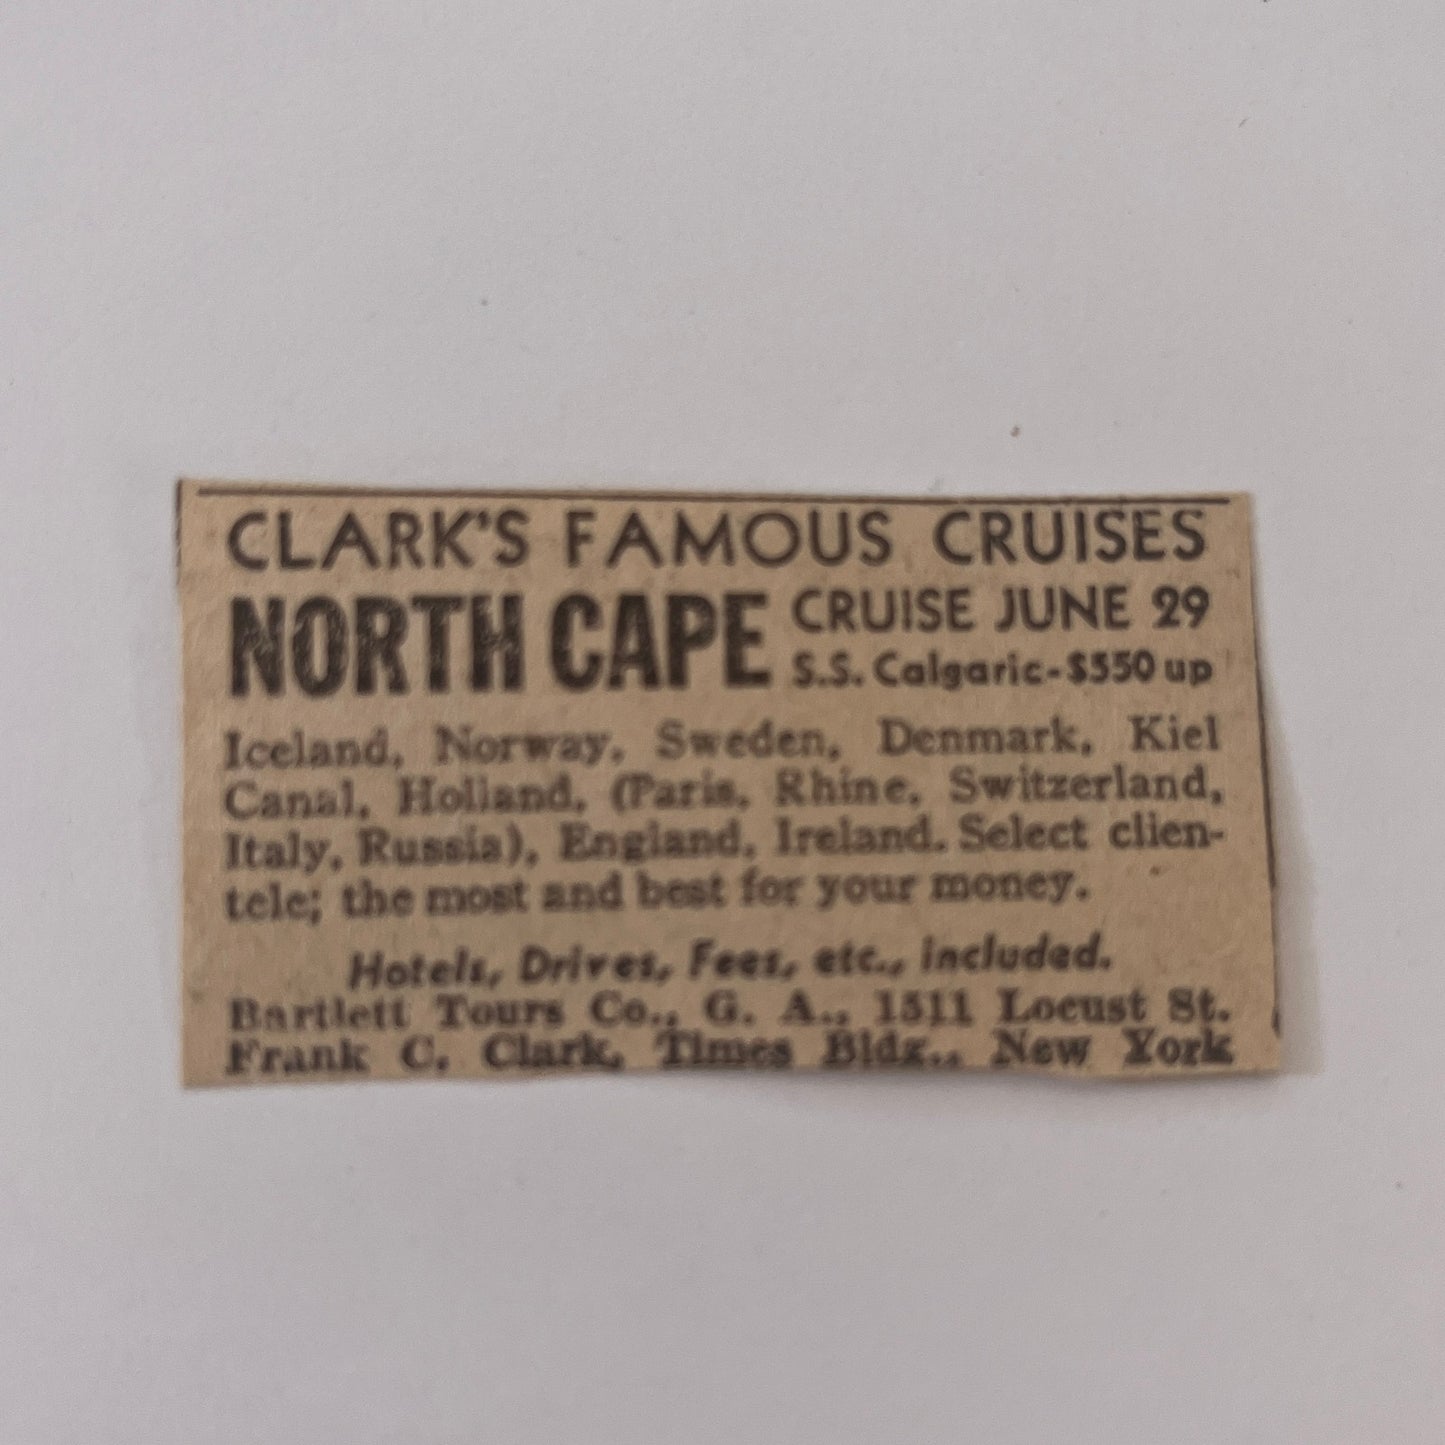 CLARK'S FAMOUS CRUISES
NORTH CAPE CRUISE JUNE 29
S.S. Calgaric-$550 up
Iceland, Norway, Sweden, Denmark, Kiel
Canal, Holland, (Paris, Rhine, Switzerland,
Italy, Russia), England, Ireland. Select clien-
tele; the most and best for your money.
Hotels, Drives, Fees, etc., included.
Bartlett Tours Co., G. A., 1511 Locust St.
Frank C. Clark, Times Bldg., New York